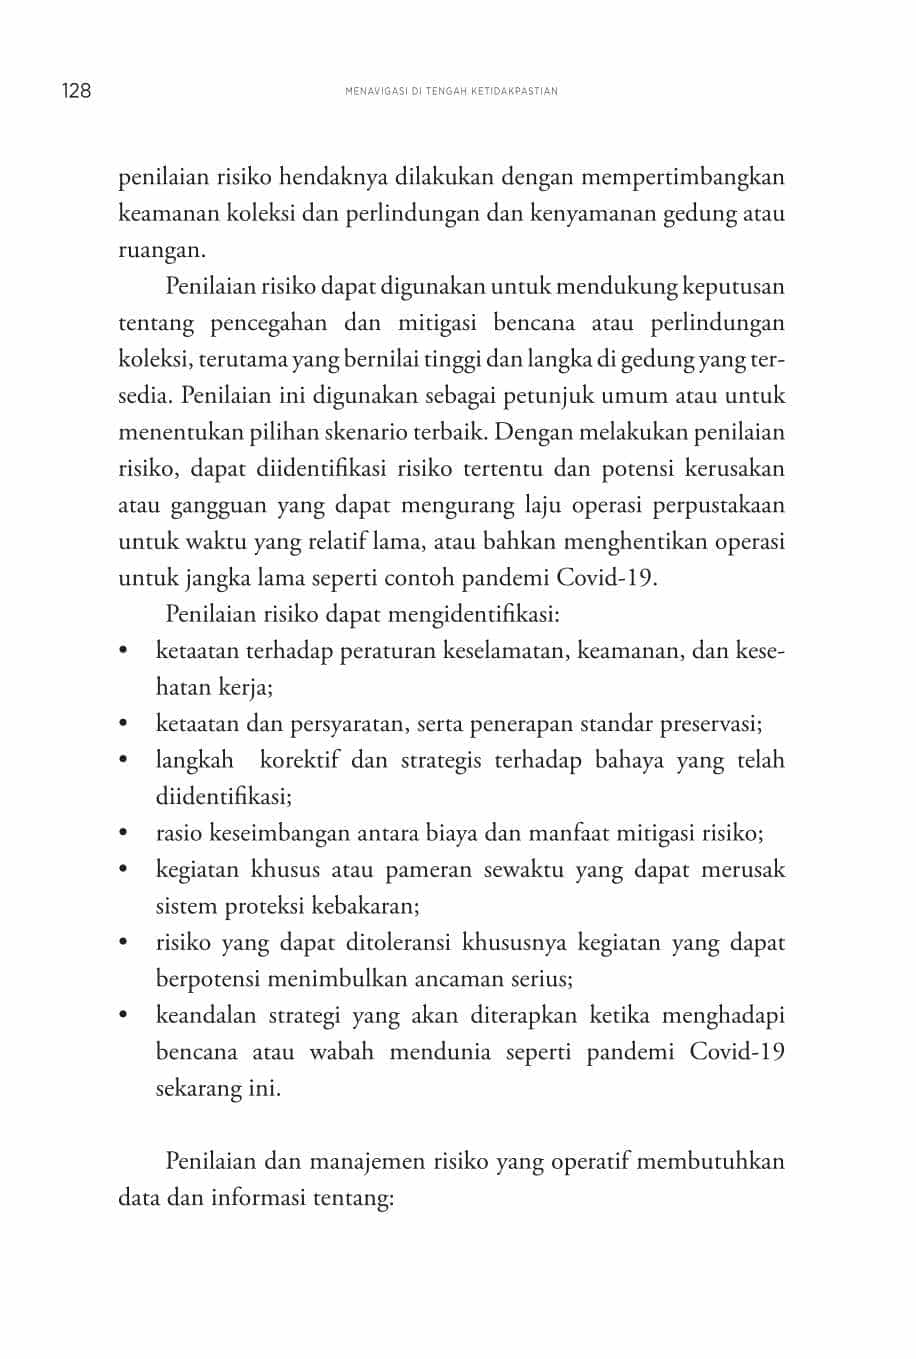 128
MENAVIGASI DI TENGAH KETIDAKPASTIAN
penilaian risiko hendaknya dilakukan dengan mempertimbangkan
keamanan koleksi dan perlindungan dan kenyamanan gedung atau
ruangan.
Penilaian risiko dapat digunakan untuk mendukung keputusan
tentang pencegahan dan mitigasi bencana atau perlindungan
koleksi, terutama yang bernilai tinggi dan langka di gedung yang ter-
sedia. Penilaian ini digunakan sebagai petunjuk umum atau untuk
menentukan pilihan skenario terbaik. Dengan melakukan penilaian
risiko, dapat diidentifikasi risiko tertentu dan potensi kerusakan
atau gangguan yang dapat mengurang laju operasi perpustakaan
untuk waktu yang relatif lama, atau bahkan menghentikan operasi
untuk jangka lama seperti contoh pandemi Covid-19.
Penilaian risiko dapat mengidentifikasi:
• ketaatan terhadap peraturan keselamatan, keamanan, dan kese-
hatan kerja;
• ketaatan dan persyaratan, serta penerapan standar preservasi;
• langkah korektif dan strategis terhadap bahaya yang telah
diidentifikasi;
• rasio keseimbangan antara biaya dan manfaat mitigasi risiko;
• kegiatan khusus atau pameran sewaktu yang dapat merusak
sistem proteksi kebakaran;
• risiko yang dapat ditoleransi khususnya kegiatan yang dapat
berpotensi menimbulkan ancaman serius;
• keandalan strategi yang akan diterapkan ketika menghadapi
bencana atau wabah mendunia seperti pandemi Covid-19
sekarang ini.
Penilaian dan manajemen risiko yang operatif membutuhkan
data dan informasi tentang: